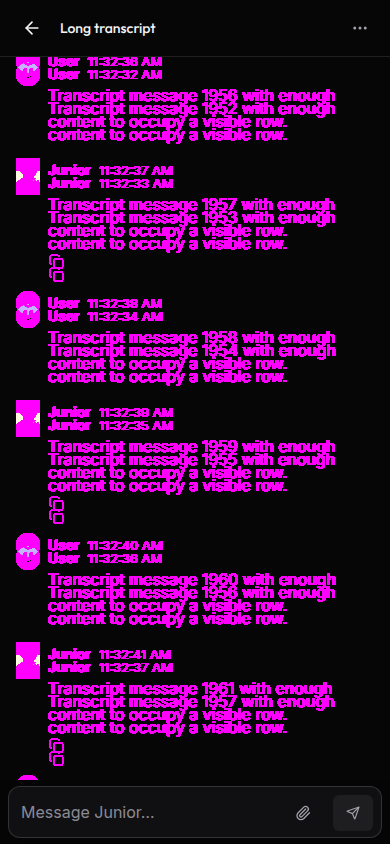 Long transcript
User 11:32:36 AM
User 11:32:32 AM
Transcript message 1956 with enough
Transcript message 1952 with enough
content to occupy a visible row.
content to occupy a visible row.
Junior 11:32:37 AM
Junior 11:32:33 AM
Transcript message 1957 with enough
Transcript message 1953 with enough
content to occupy a visible row.
content to occupy a visible row.
User 11:32:38 AM
User 11:32:34 AM
Transcript message 1958 with enough
Transcript message 1954 with enough
content to occupy a visible row.
content to occupy a visible row.
Junior 11:32:39 AM
Junior 11:32:35 AM
Transcript message 1959 with enough
Transcript message 1955 with enough
content to occupy a visible row.
content to occupy a visible row.
User 11:32:40 AM
User 11:32:36 AM
Transcript message 1960 with enough
Transcript message 1956 with enough
content to occupy a visible row.
content to occupy a visible row.
Junior 11:32:41 AM
Junior 11:32:37 AM
Transcript message 1961 with enough
Transcript message 1957 with enough
content to occupy a visible row.
content to occupy a visible row.
Message Junior...